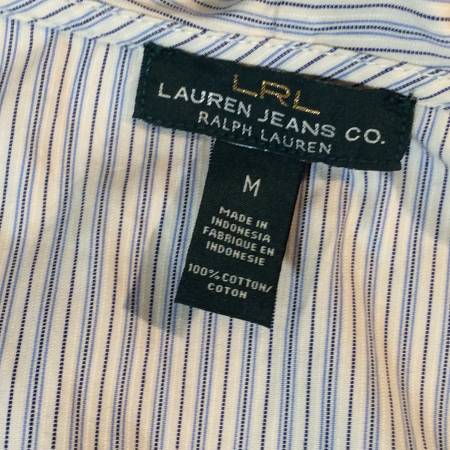 LRL
LAUREN JEANS CO.
RALPH LAUREN
M
MADE IN
INDONESIA
FABRIQUE EN
INDONESIE
100% COTTON/
COTON